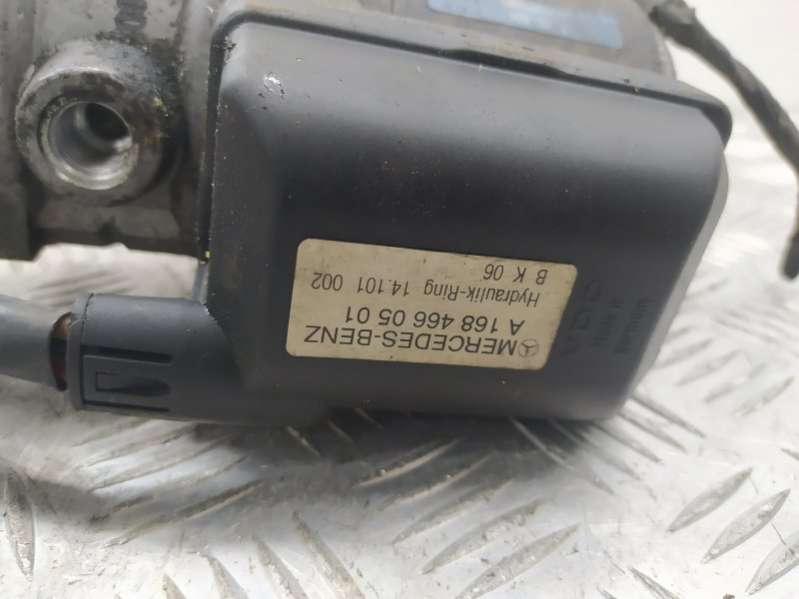 MERCEDES-BENZ
A 168 466 05 01
Hydraulik-Ring 14.101 002
B K 06